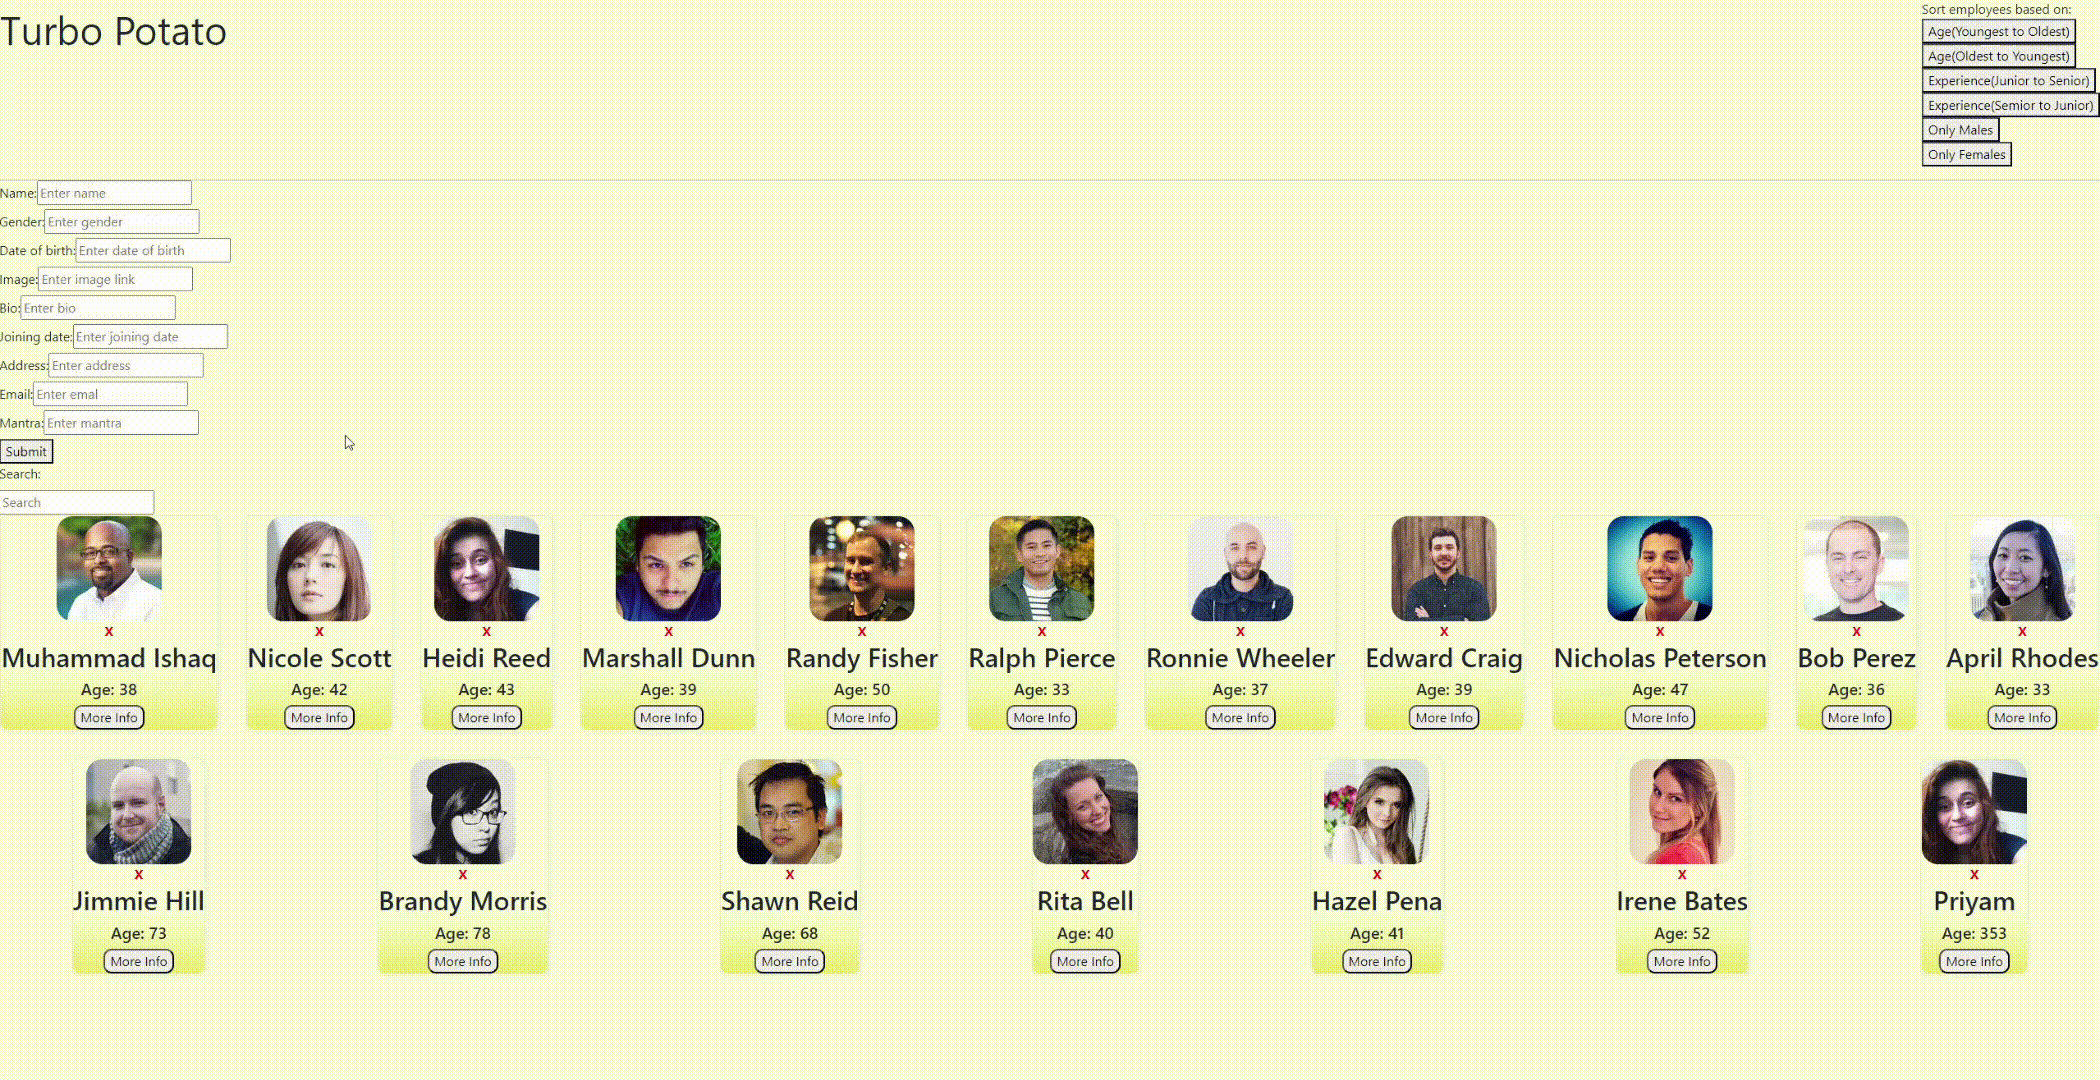 Turbo Potato
Sort employees based on:
Age(Youngest to Oldest)
Age(Oldest to Youngest)
Experience(Junior to Senior)
Experience(Semior to Junior)
Only Males
Only Females
Name: Enter name
Gender: Enter gender
Date of birth: Enter date of birth
Image: Enter image link
Bio: Enter bio
Joining date: Enter joining date
Address: Enter address
Email: Enter emal
Mantra: Enter mantra
Submit
Search:
Search
x x x x x x x x x x x
Muhammad Ishaq Nicole Scott Heidi Reed Marshall Dunn Randy Fisher Ralph Pierce Ronnie Wheeler Edward Craig Nicholas Peterson Bob Perez April Rhodes
Age: 38 Age: 42 Age: 43 Age: 39 Age: 50 Age: 33 Age: 37 Age: 39 Age: 47 Age: 36 Age: 33
More Info More Info More Info More Info More Info More Info More Info More Info More Info More Info More Info
x x x x x x x
Jimmie Hill Brandy Morris Shawn Reid Rita Bell Hazel Pena Irene Bates Priyam
Age: 73 Age: 78 Age: 68 Age: 40 Age: 41 Age: 52 Age: 353
More Info More Info More Info More Info More Info More Info More Info